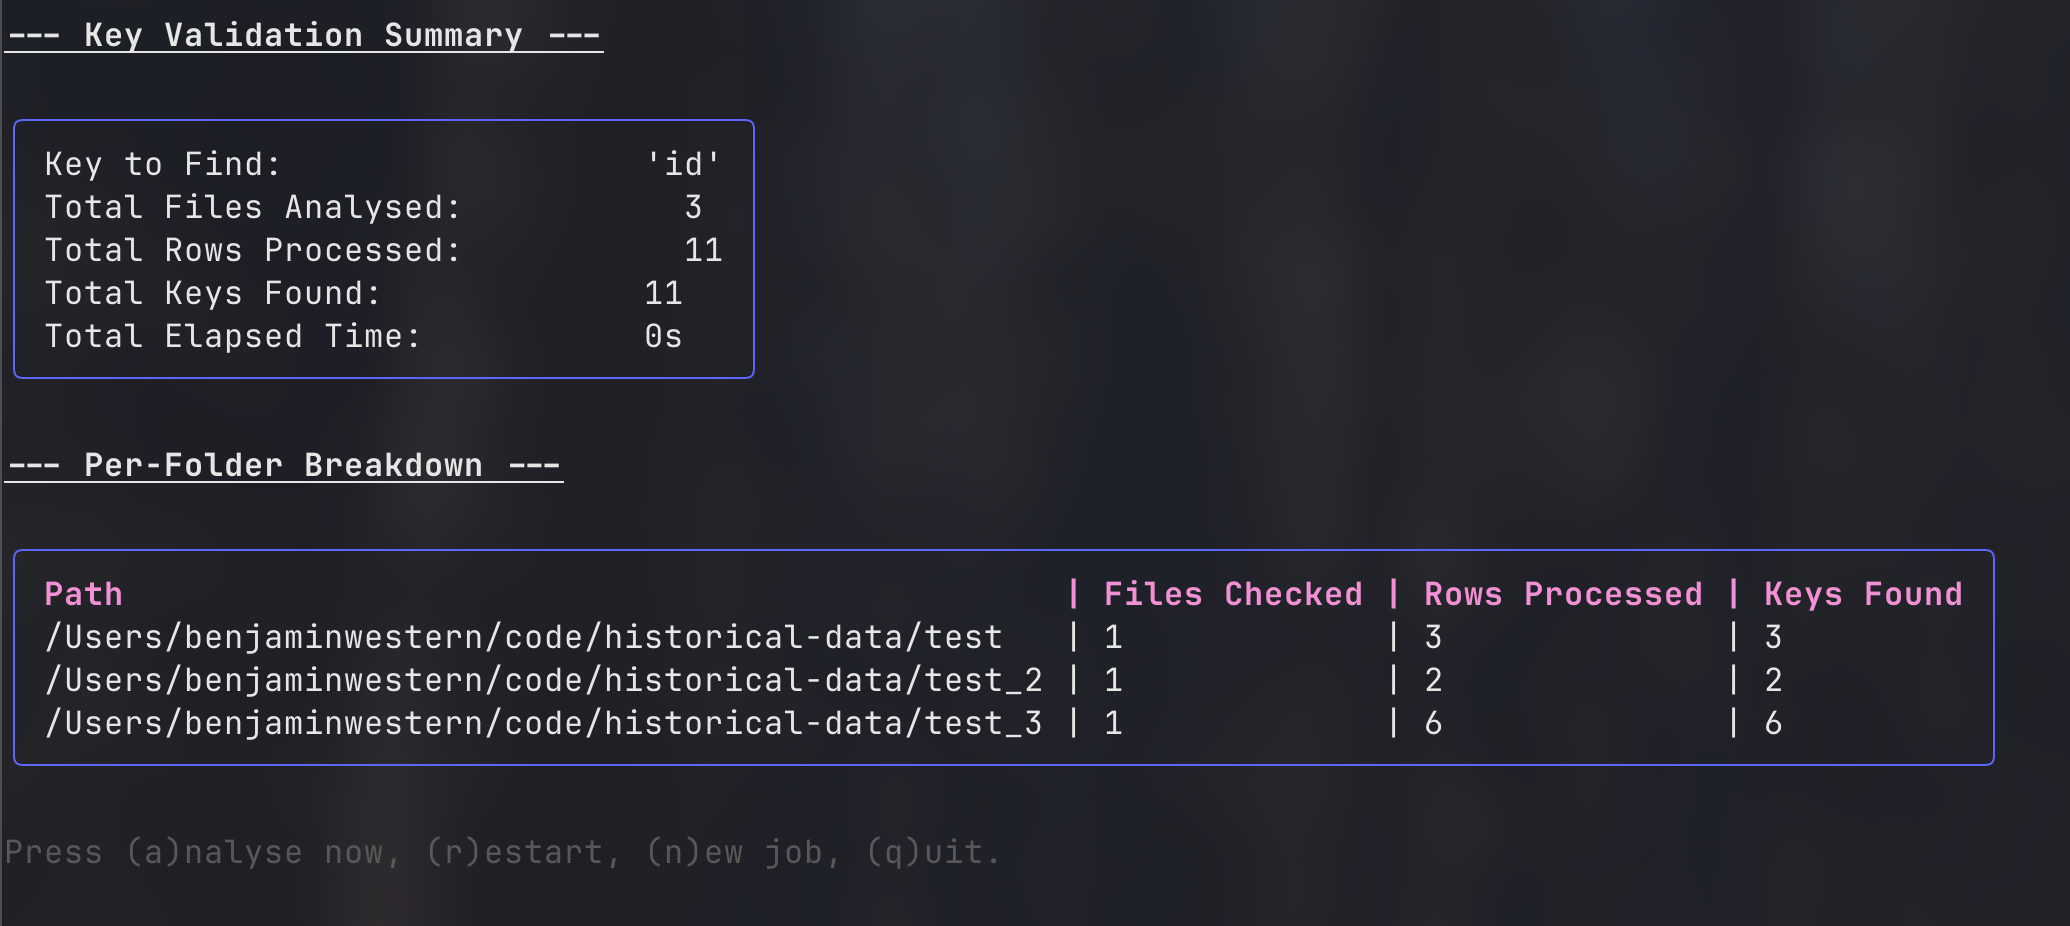 --- Key Validation Summary ---
Key to Find: 'id'
Total Files Analysed: 3
Total Rows Processed: 11
Total Keys Found: 11
Total Elapsed Time: 0s
--- Per-Folder Breakdown ---
Path | Files Checked | Rows Processed | Keys Found
/Users/benjaminwestern/code/historical-data/test | 1 | 3 | 3
/Users/benjaminwestern/code/historical-data/test_2 | 1 | 2 | 2
/Users/benjaminwestern/code/historical-data/test_3 | 1 | 6 | 6
Press (a)nalyse now, (r)estart, (n)ew job, (q)uit.